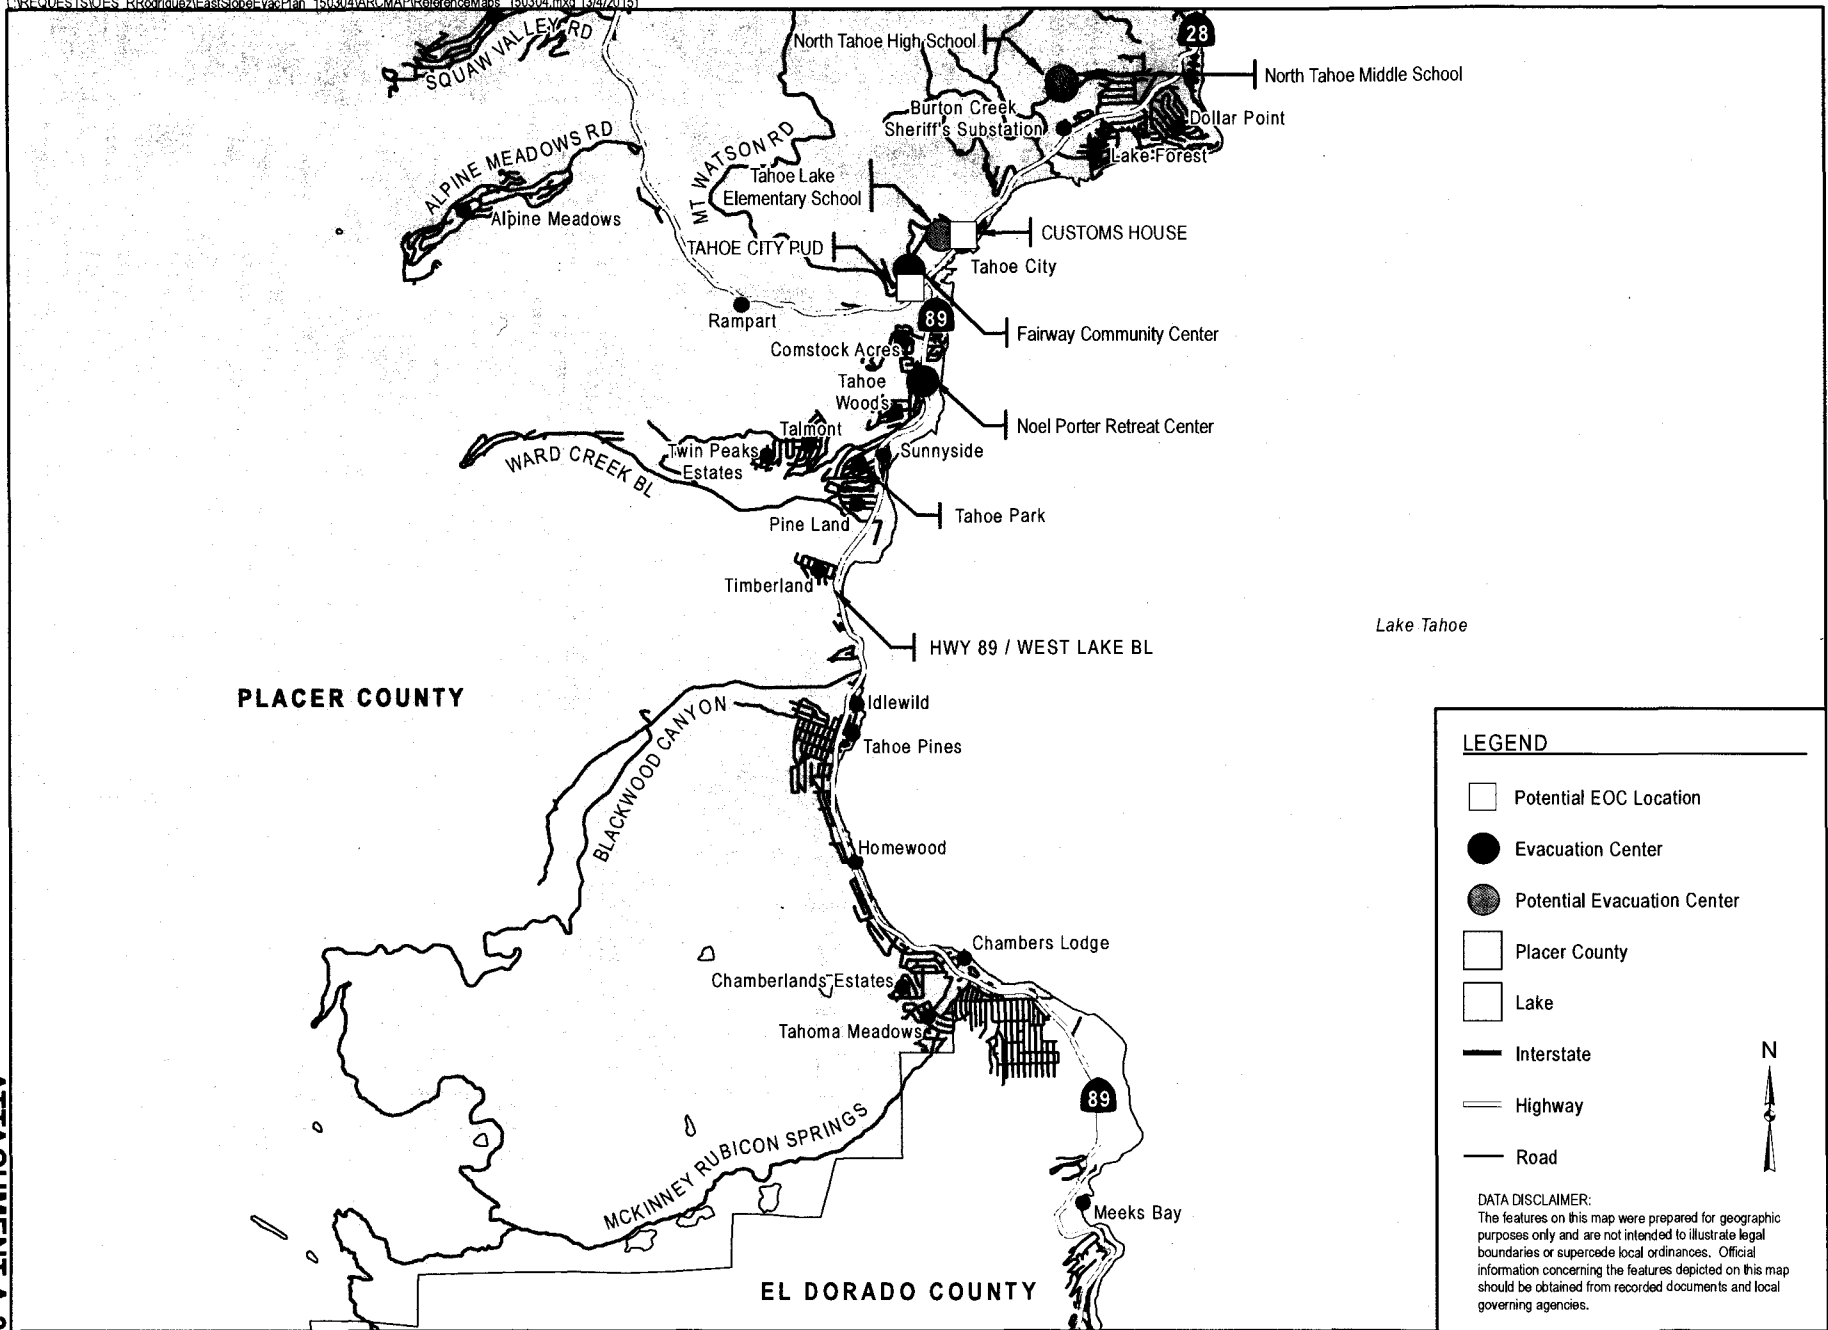 SQUAW VALLEY RD
North Tahoe High School
28
North Tahoe Middle School
Burton Creek
Sheriff's Substation
Dollar Point
Lake Forest
ALPINE MEADOWS RD
Alpine Meadows
MT WATSON RD
Tahoe Lake
Elementary School
CUSTOMS HOUSE
TAHOE CITY PUD
Tahoe City
Rampart
89
Fairway Community Center
Comstock Acres
Tahoe
Woods
Noel Porter Retreat Center
Talmont
Twin Peaks
Estates
Sunnyside
WARD CREEK BL
Pine Land
Tahoe Park
Timberland
Lake Tahoe
HWY 89 / WEST LAKE BL
PLACER COUNTY
Idlewild
Tahoe Pines
BLACKWOOD CANYON
Homewood
Chambers Lodge
Chamberlands Estates
Tahoma Meadows
89
MCKINNEY RUBICON SPRINGS
Meeks Bay
EL DORADO COUNTY
LEGEND
Potential EOC Location
Evacuation Center
Potential Evacuation Center
Placer County
Lake
Interstate
Highway
Road
N
DATA DISCLAIMER:
The features on this map were prepared for geographic
purposes only and are not intended to illustrate legal
boundaries or supercede local ordinances. Official
information concerning the features depicted on this map
should be obtained from recorded documents and local
governing agencies.